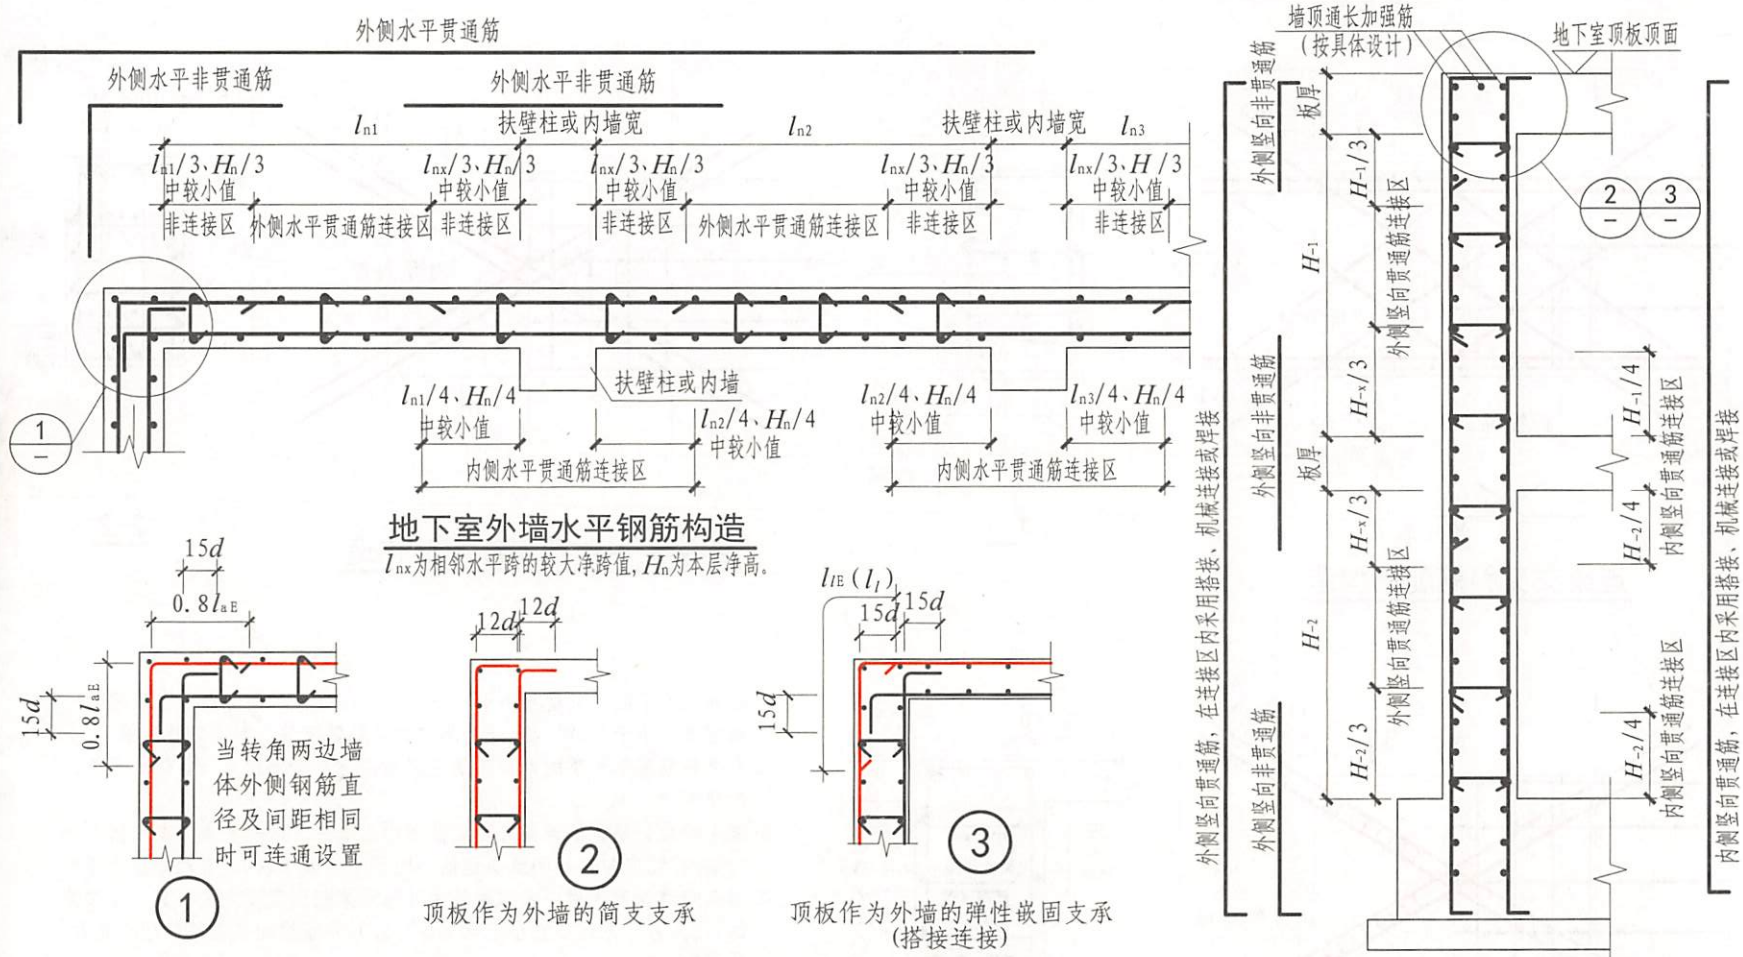 外侧水平贯通筋
外侧水平非贯通筋
外侧水平非贯通筋
ln1
扶壁柱或内墙宽
ln2
扶壁柱或内墙宽
ln3
ln1/3、Hn/3
中较小值
lnx/3、Hn/3
中较小值
lnx/3、Hn/3
中较小值
lnx/3、Hn/3
中较小值
lnx/3、H /3
中较小值
非连接区
外侧水平贯通筋连接区
非连接区
非连接区
外侧水平贯通筋连接区
非连接区
非连接区
扶壁柱或内墙
1
—
ln1/4、Hn/4
中较小值
ln2/4、Hn/4
中较小值
ln2/4、Hn/4
中较小值
ln3/4、Hn/4
中较小值
内侧水平贯通筋连接区
内侧水平贯通筋连接区
地下室外墙水平钢筋构造
lnx为相邻水平跨的较大净跨值, Hn为本层净高。
15d
0.8laE
15d
0.8laE
当转角两边墙
体外侧钢筋直
径及间距相同
时可连通设置
1
12d
12d
2
顶板作为外墙的简支支承
llE(ll)
15d
15d
15d
3
顶板作为外墙的弹性嵌固支承
(搭接连接)
墙顶通长加强筋
(按具体设计)
地下室顶板顶面
2
—
3
—
外侧竖向贯通筋，在连接区内采用搭接、机械连接或焊接
外侧竖向非贯通筋
外侧竖向非贯通筋
外侧竖向非贯通筋
板厚
H-1
板厚
H-2
H-1/3
外侧竖向贯通筋连接区
H-x/3
H-x/3
外侧竖向贯通筋连接区
H-2/3
H-1/4
H-2/4
内侧竖向贯通筋连接区
H-2/4
内侧竖向贯通筋连接区
内侧竖向贯通筋，在连接区内采用搭接、机械连接或焊接